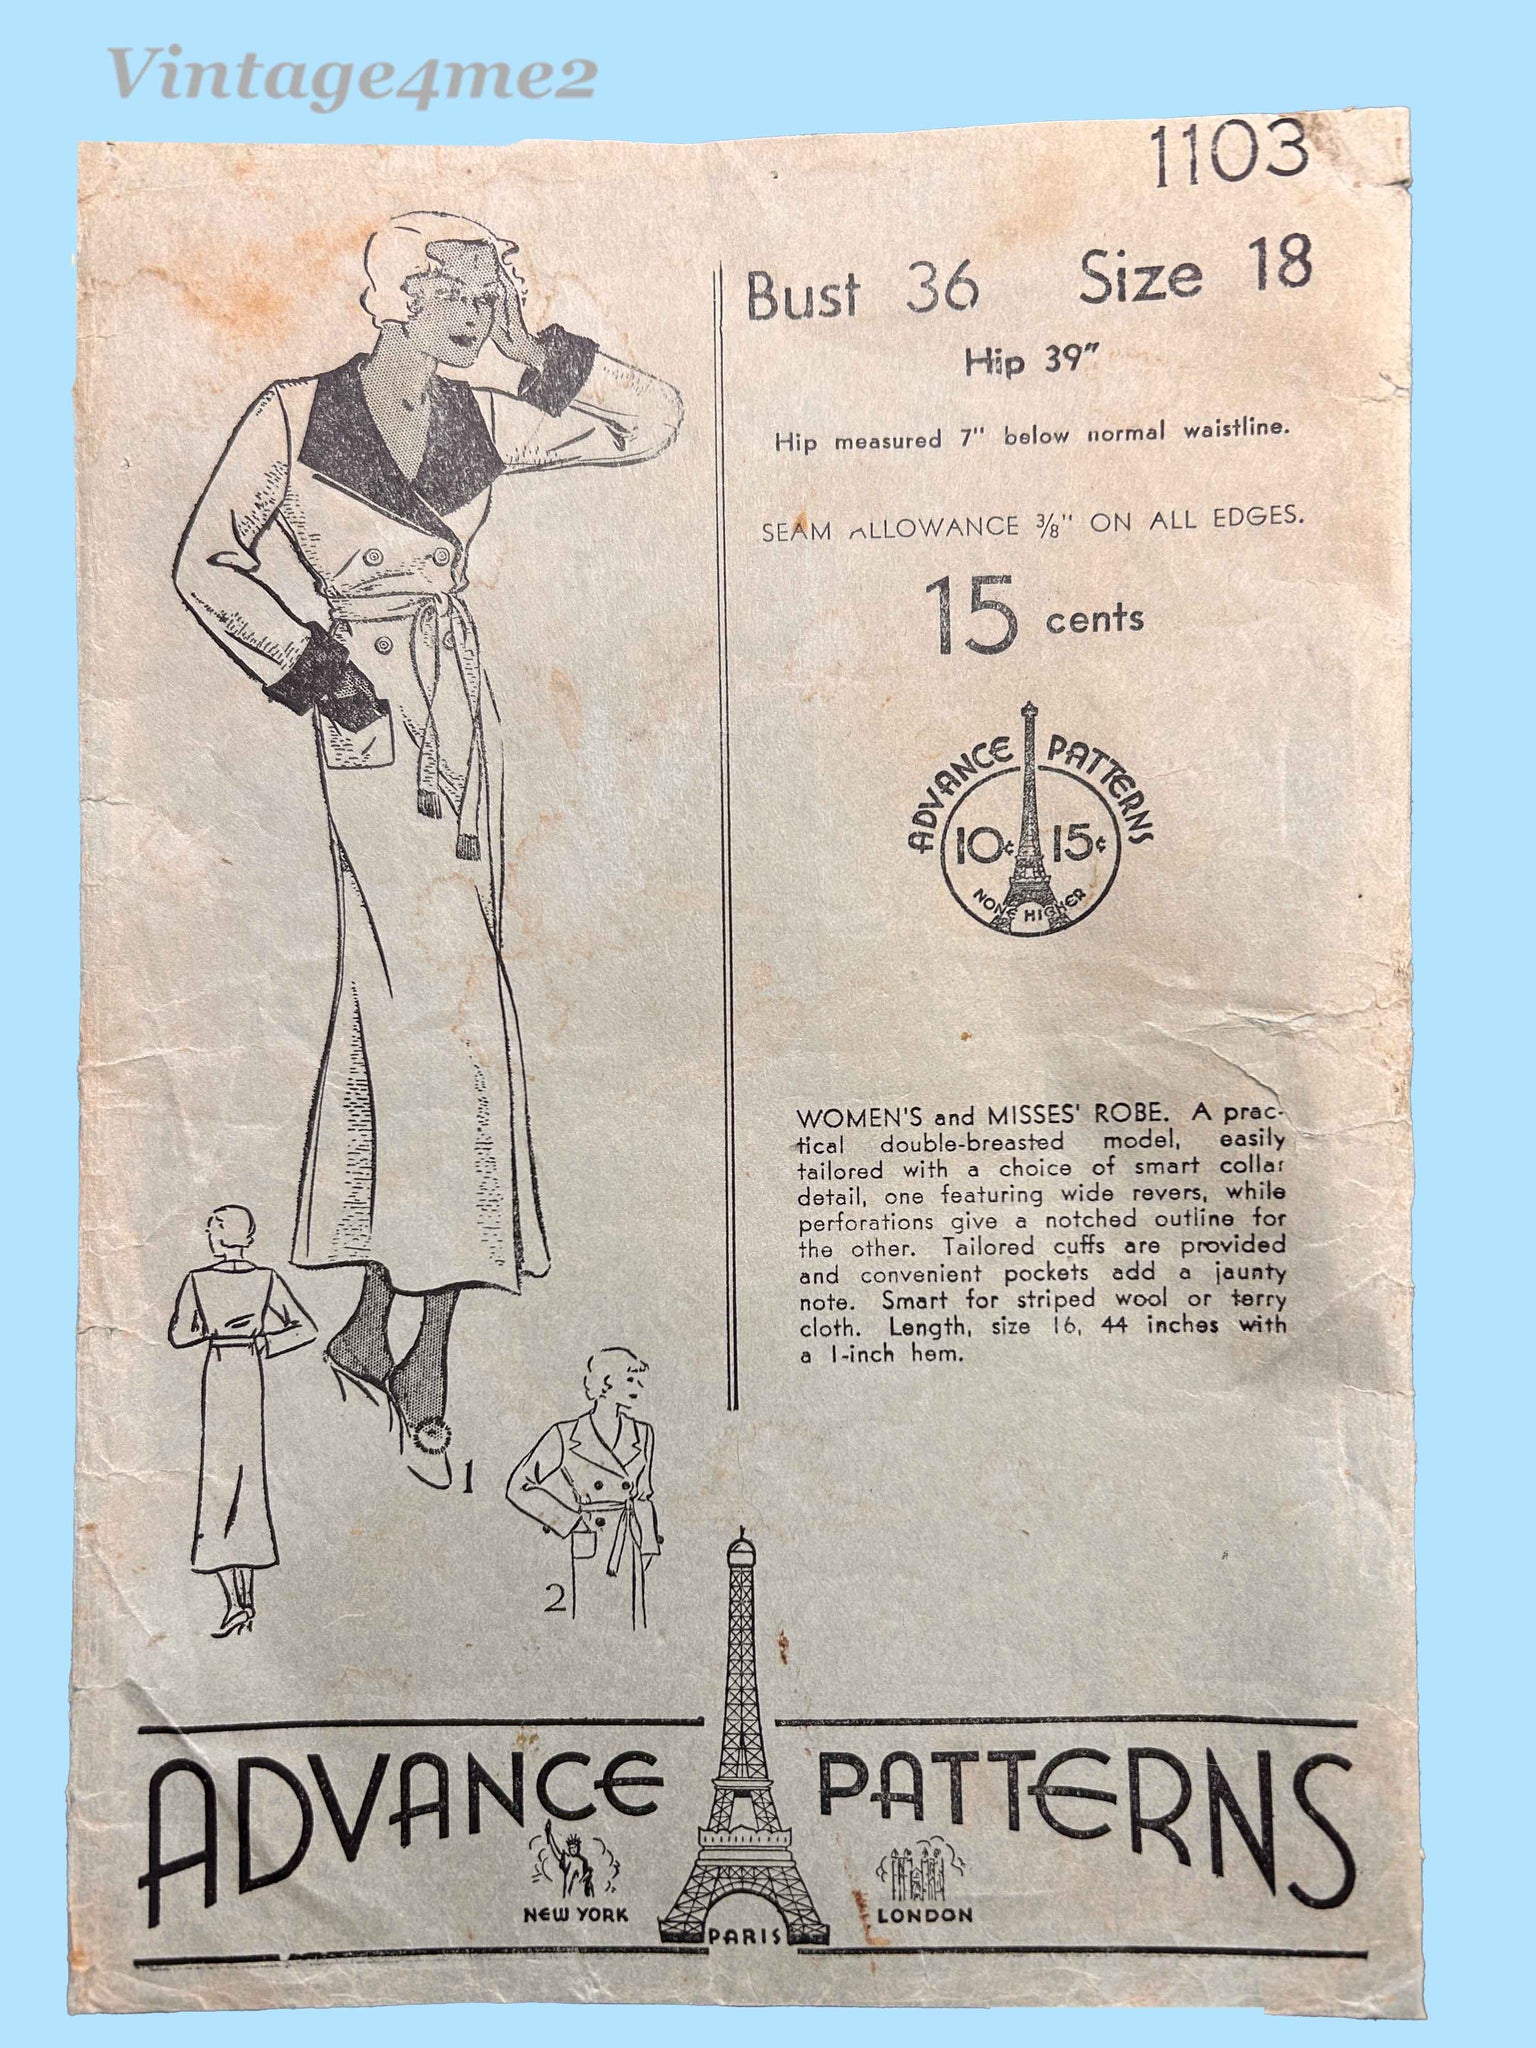 Vintage4me2
1103
Bust 36 Size 18
Hip 39"
Hip measured 7" below normal waistline.
SEAM ALLOWANCE 3/8" ON ALL EDGES.
15 cents
ADVANCE PATTERNS
10¢ 15¢
NONE HIGHER
WOMEN'S and MISSES' ROBE. A prac-
tical double-breasted model, easily
tailored with a choice of smart collar
detail, one featuring wide revers, while
perforations give a notched outline for
the other. Tailored cuffs are provided
and convenient pockets add a jaunty
note. Smart for striped wool or terry
cloth. Length, size 16, 44 inches with
a 1-inch hem.
1
2
ADVANCE PATTERNS
NEW YORK
PARIS
LONDON